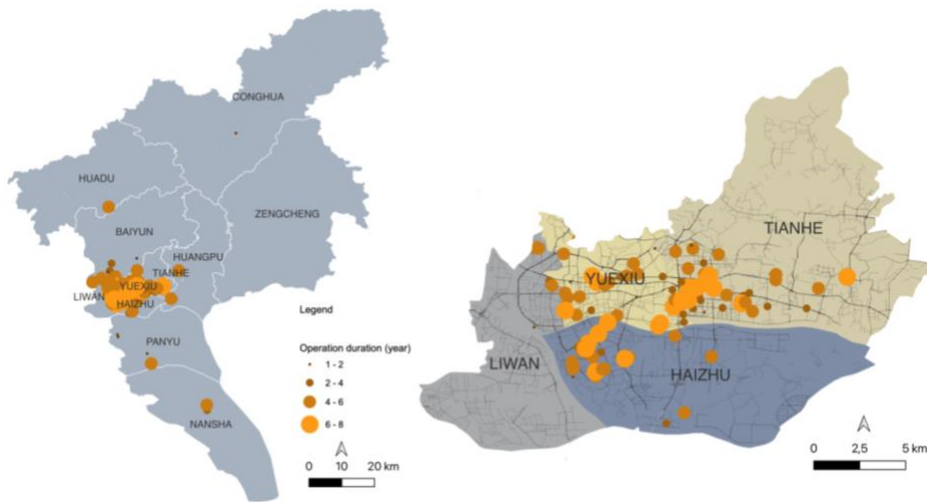 CONGHUA
HUADU
ZENGCHENG
BAIYUN
HUANGPU
TIANHE
YUEXIU
LIWAN
HAIZHU
PANYU
NANSHA
Legend
Operation duration (year)
1 - 2
2 - 4
4 - 6
6 - 8
0 10 20 km
TIANHE
YUEXIU
LIWAN
HAIZHU
0 2,5 5 km